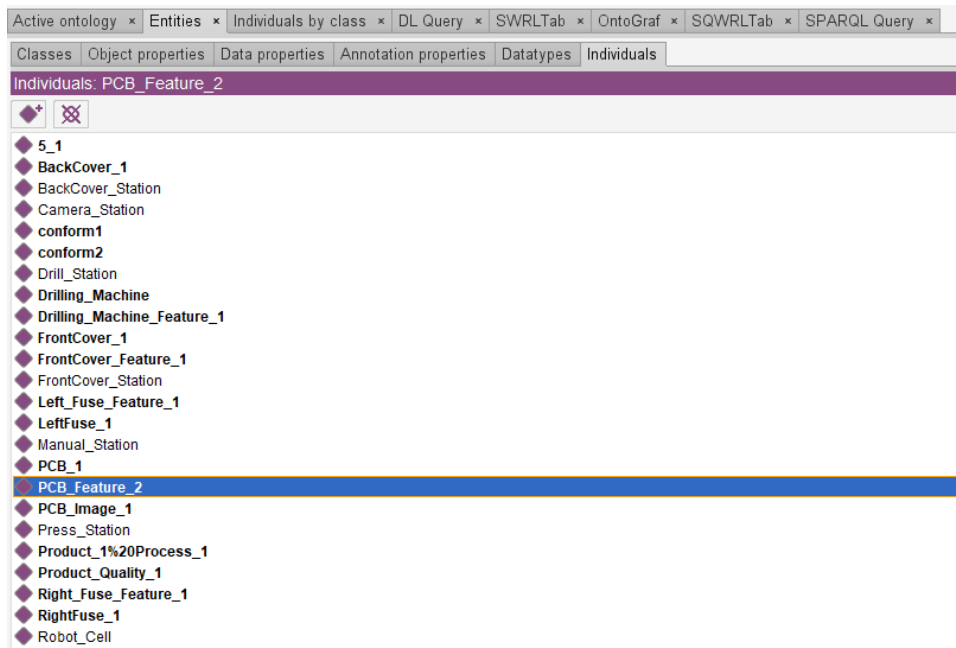 Active ontology × Entities × Individuals by class × DL Query × SWRLTab × OntoGraf × SQWRLTab × SPARQL Query ×
Classes Object properties Data properties Annotation properties Datatypes Individuals
Individuals: PCB_Feature_2
5_1
BackCover_1
BackCover_Station
Camera_Station
conform1
conform2
Drill_Station
Drilling_Machine
Drilling_Machine_Feature_1
FrontCover_1
FrontCover_Feature_1
FrontCover_Station
Left_Fuse_Feature_1
LeftFuse_1
Manual_Station
PCB_1
PCB_Feature_2
PCB_Image_1
Press_Station
Product_1%20Process_1
Product_Quality_1
Right_Fuse_Feature_1
RightFuse_1
Robot_Cell